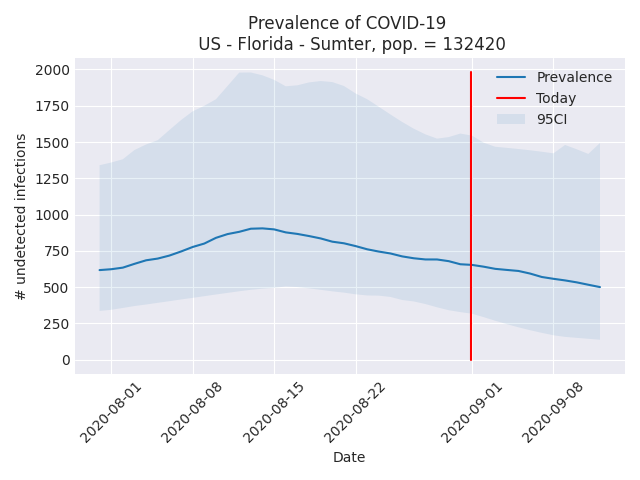 Prevalence of COVID-19
US - Florida - Sumter, pop. = 132420
Prevalence
Today
95CI
# undetected infections
2000
1750
1500
1250
1000
750
500
250
0
2020-08-01
2020-08-08
2020-08-15
2020-08-22
2020-09-01
2020-09-08
Date